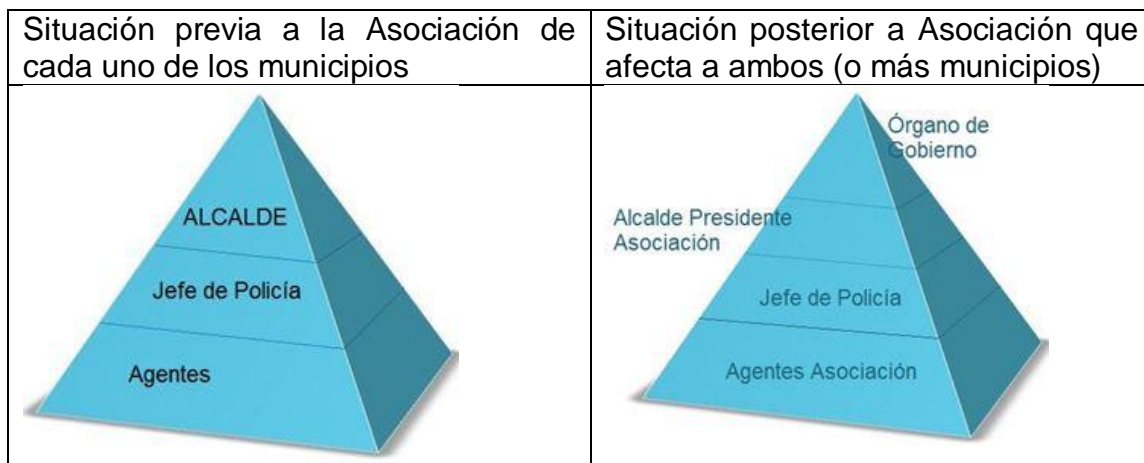 Situación previa a la Asociación de
cada uno de los municipios
Situación posterior a Asociación que
afecta a ambos (o más municipios)
ALCALDE
Jefe de Policía
Agentes
Órgano de
Gobierno
Alcalde Presidente
Asociación
Jefe de Policía
Agentes Asociación